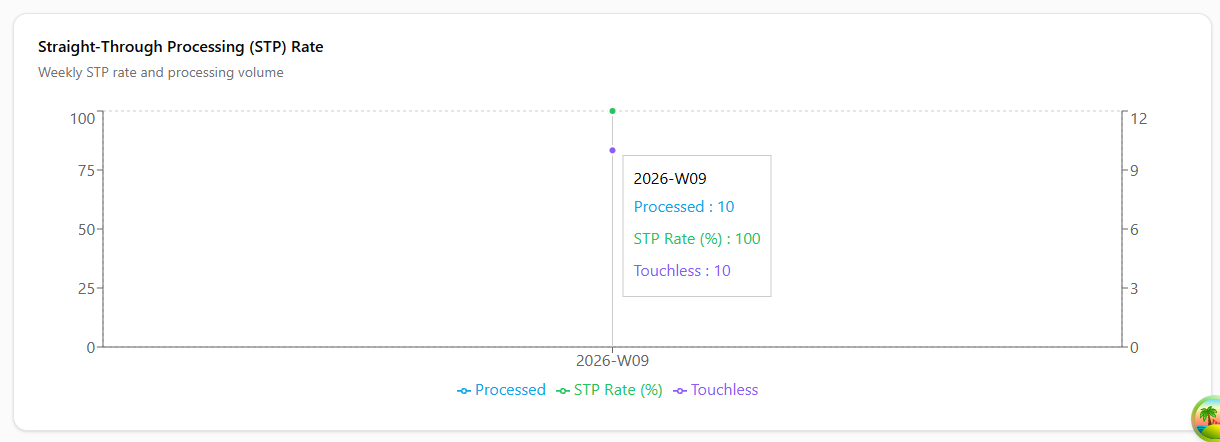 Straight-Through Processing (STP) Rate
Weekly STP rate and processing volume
100
75
50
25
0
12
9
6
3
0
2026-W09
Processed : 10
STP Rate (%) : 100
Touchless : 10
2026-W09
Processed STP Rate (%) Touchless